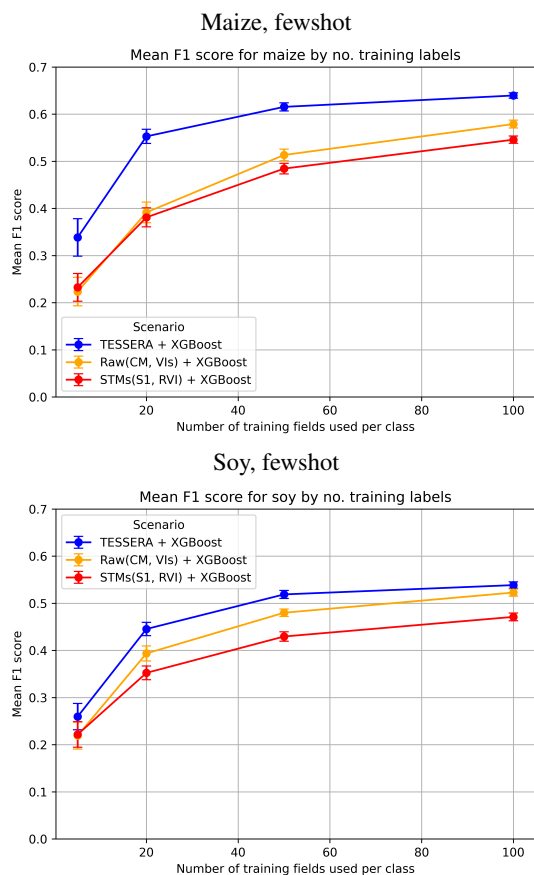 Maize, fewshot
Mean F1 score for maize by no. training labels
0.7
0.6
0.5
0.4
0.3
0.2
0.1
0.0
Mean F1 score
Scenario
TESSERA + XGBoost
Raw(CM, VIs) + XGBoost
STMs(S1, RVI) + XGBoost
20 40 60 80 100
Number of training fields used per class
Soy, fewshot
Mean F1 score for soy by no. training labels
0.7
0.6
0.5
0.4
0.3
0.2
0.1
0.0
Mean F1 score
Scenario
TESSERA + XGBoost
Raw(CM, VIs) + XGBoost
STMs(S1, RVI) + XGBoost
20 40 60 80 100
Number of training fields used per class